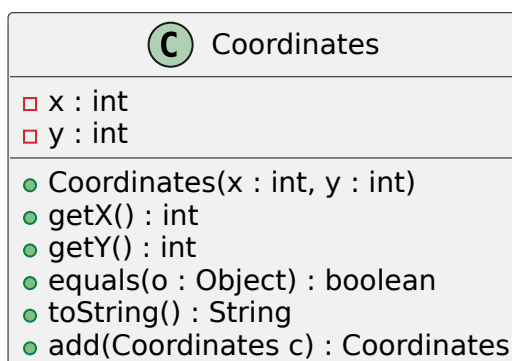 C Coordinates
x : int
y : int
Coordinates(x : int, y : int)
getX() : int
getY() : int
equals(o : Object) : boolean
toString() : String
add(Coordinates c) : Coordinates